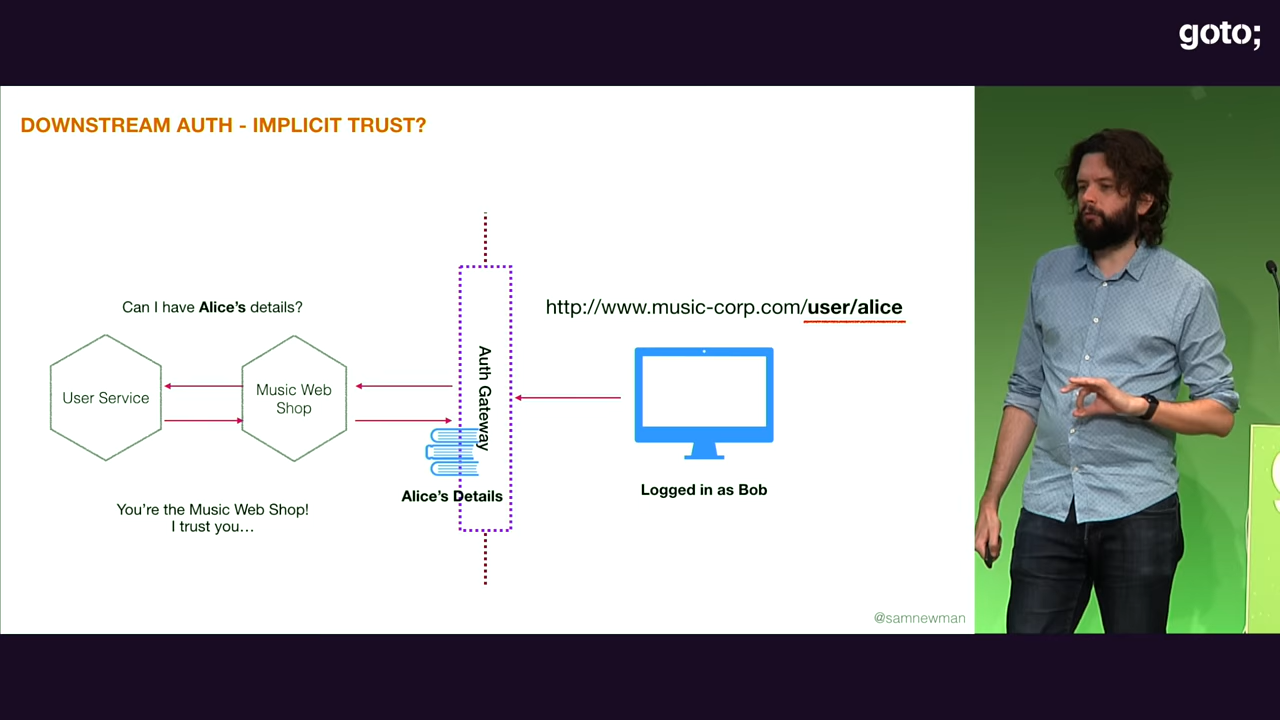 goto;
DOWNSTREAM AUTH - IMPLICIT TRUST?
Can I have Alice's details?
http://www.music-corp.com/user/alice
User Service
Music Web
Shop
Auth Gateway
Alice's Details
Logged in as Bob
You're the Music Web Shop!
I trust you…
@samnewman